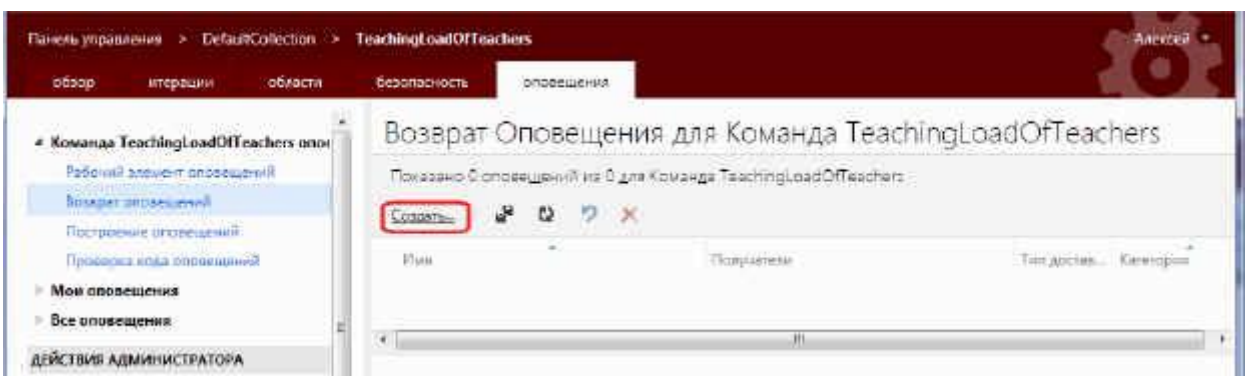 Панель управления > DefaultCollection > TeachingLoadOfTeachers
Алексей
обзор итерации области безопасность оповещения
Команда TeachingLoadOfTeachers опов
Рабочий элемент оповещений
Возврат оповещений
Построение оповещений
Проверка кода оповещений
Мои оповещения
Все оповещения
ДЕЙСТВИЯ АДМИНИСТРАТОРА
Возврат Оповещения для Команда TeachingLoadOfTeachers
Показано 0 оповещений из 0 для Команда TeachingLoadOfTeachers
Создать...
Имя Получатели Тип достав... Категория